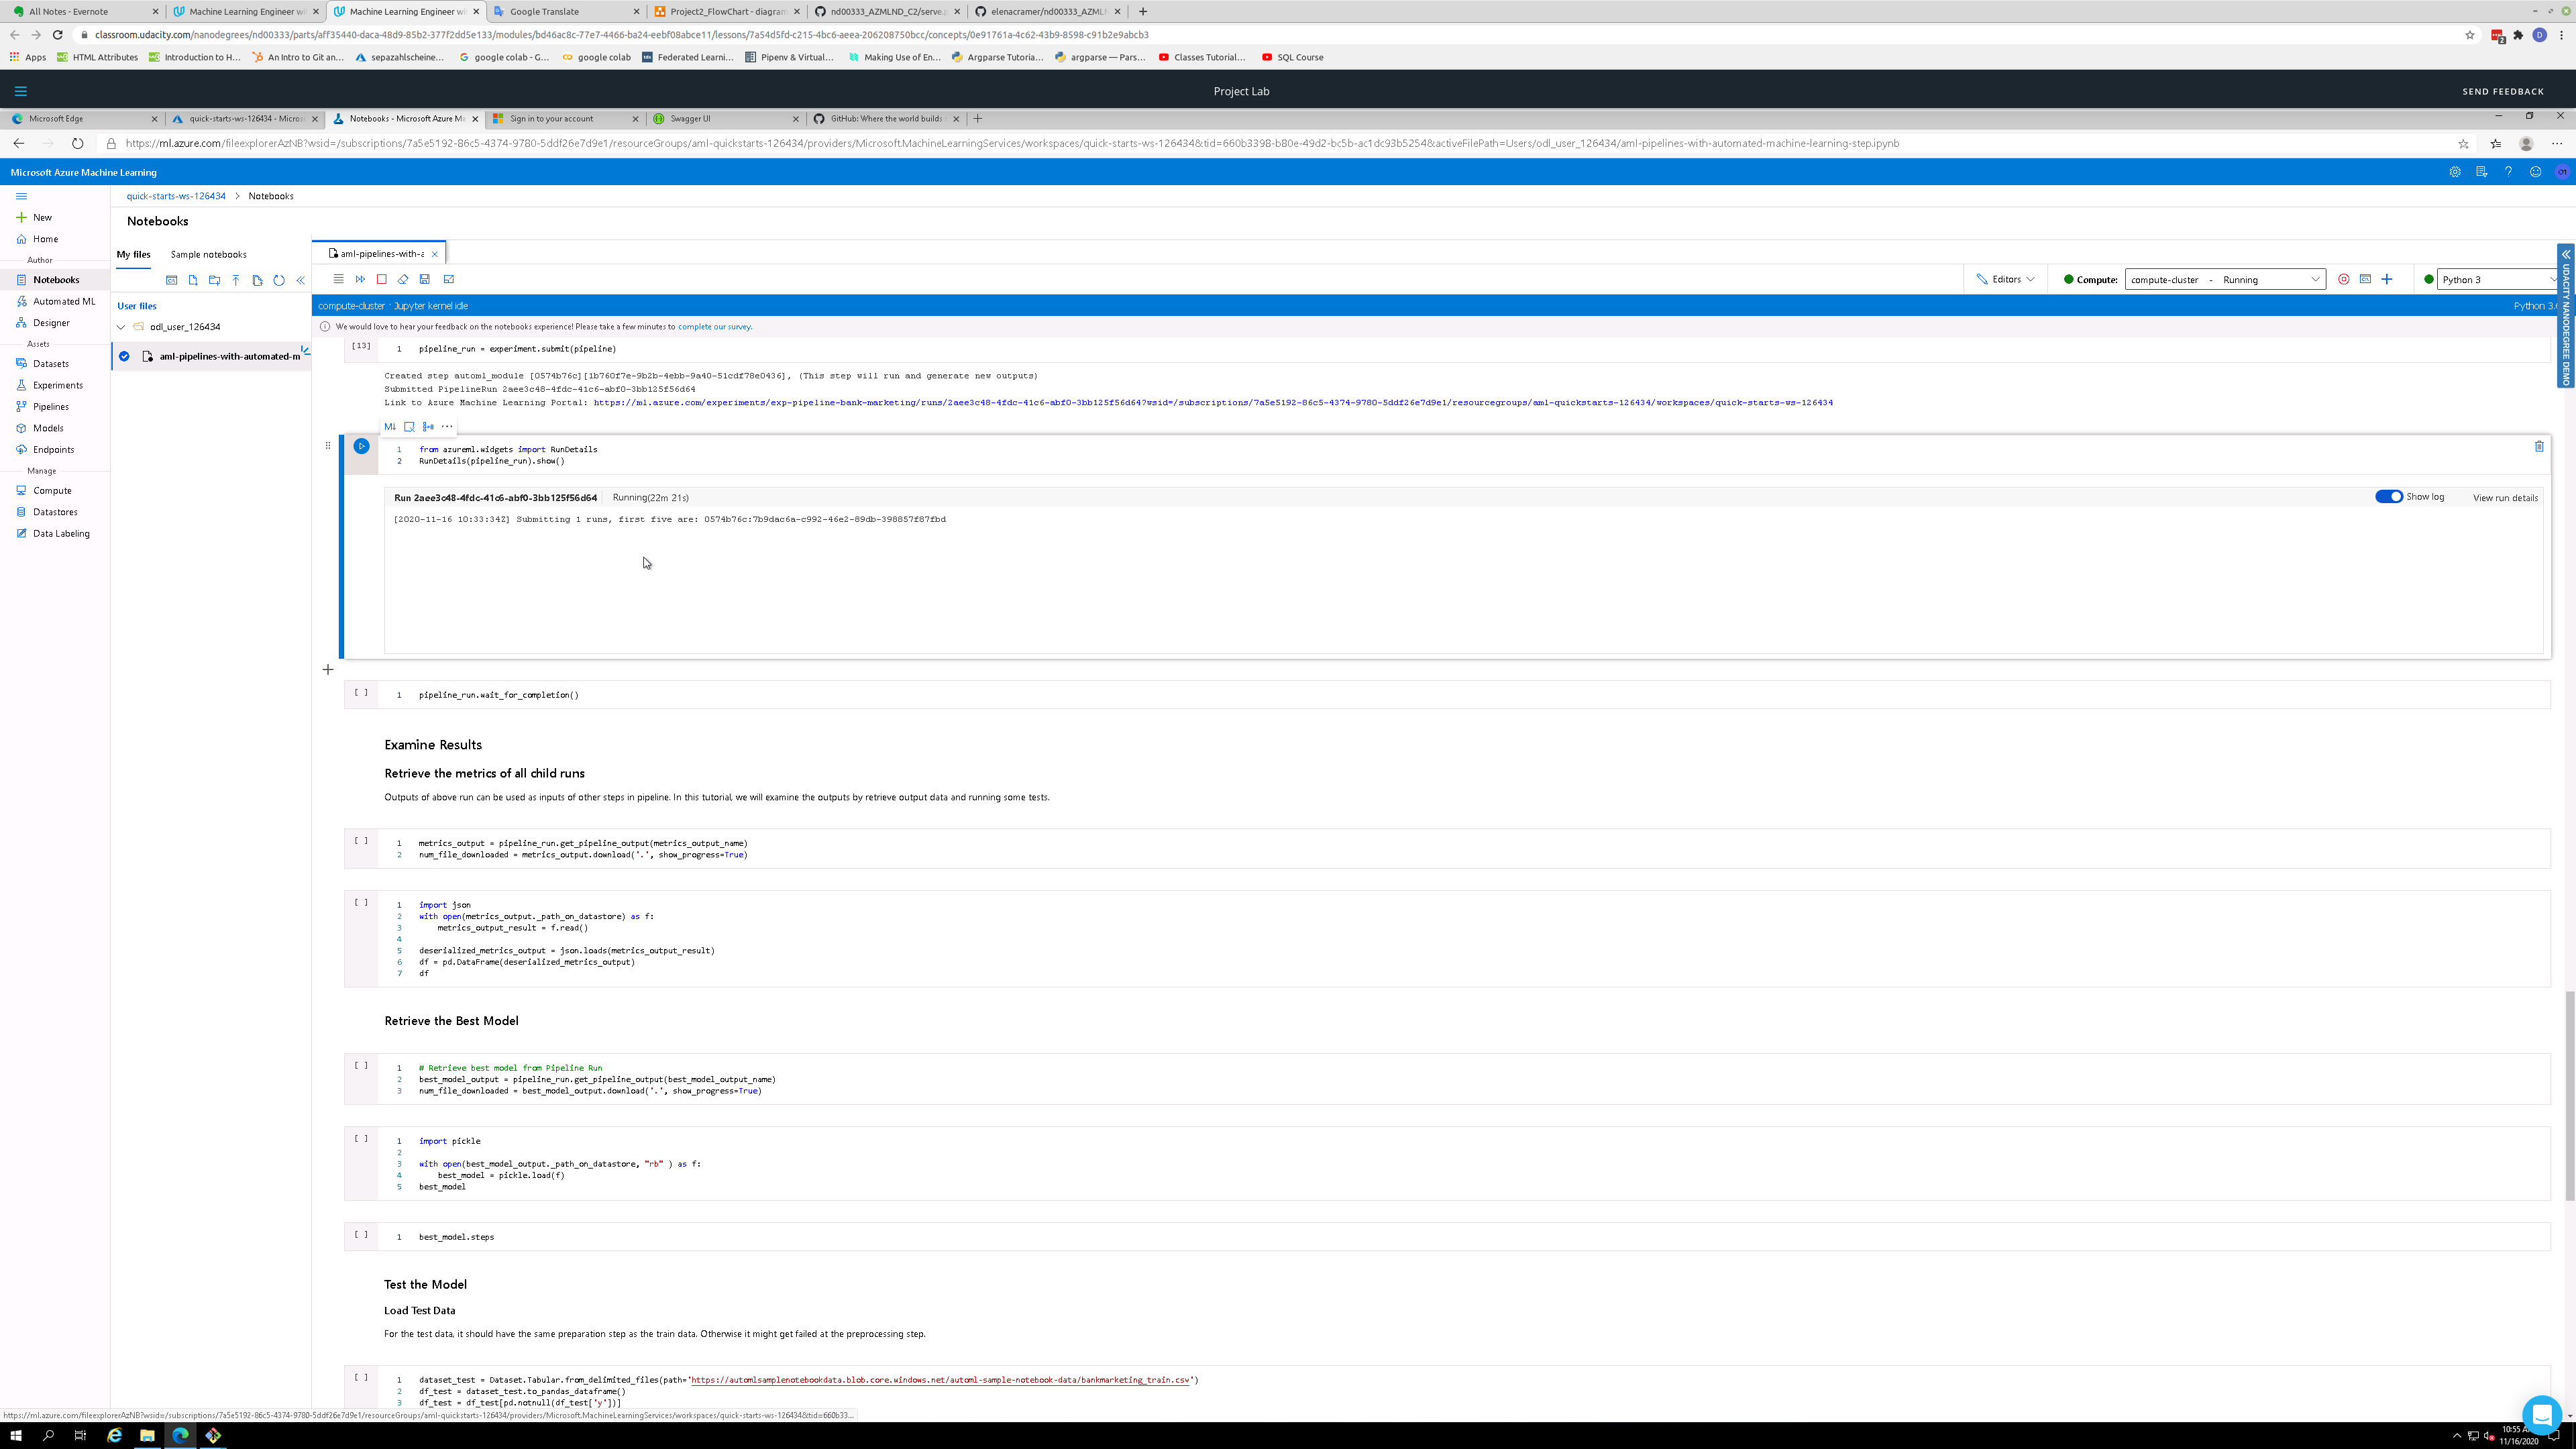 All Notes - Evernote
Machine Learning Engineer wi
Machine Learning Engineer wi
Google Translate
Project2_FlowChart - diagram
nd00333_AZMLND_C2/serve.p
elenacramer/nd00333_AZMLN
classroom.udacity.com/nanodegrees/nd00333/parts/aff35440-daca-48d9-85b2-377f2dd5e133/modules/bd46ac8c-77e7-4466-ba24-eebf08abce11/lessons/7a54d5fd-c215-4bc6-aeea-206208750bcc/concepts/0e91761a-4c62-43b9-8598-c91b2e9abcb3
Apps
HTML Attributes
Introduction to H...
An Intro to Git an...
sepazahlscheine...
google colab - G...
google colab
Federated Learni...
Pipenv & Virtual...
Making Use of En...
Argparse Tutoria...
argparse — Pars...
Classes Tutorial...
SQL Course
Project Lab
SEND FEEDBACK
Microsoft Edge
quick-starts-ws-126434 - Micros
Notebooks - Microsoft Azure Ma
Sign in to your account
Swagger UI
GitHub: Where the world builds
https://ml.azure.com/fileexplorerAzNB?wsid=/subscriptions/7a5e5192-86c5-4374-9780-5ddf26e7d9e1/resourceGroups/aml-quickstarts-126434/providers/Microsoft.MachineLearningServices/workspaces/quick-starts-ws-126434&tid=660b3398-b80e-49d2-bc5b-ac1dc93b5254&activeFilePath=Users/odl_user_126434/aml-pipelines-with-automated-machine-learning-step.ipynb
Microsoft Azure Machine Learning
quick-starts-ws-126434 > Notebooks
Notebooks
New
Home
Author
Notebooks
Automated ML
Designer
Assets
Datasets
Experiments
Pipelines
Models
Endpoints
Manage
Compute
Datastores
Data Labeling
My files
Sample notebooks
User files
odl_user_126434
aml-pipelines-with-automated-m
aml-pipelines-with-a
Editors
Compute:
compute-cluster - Running
Python 3
UDACITY NANODEGREE DEMO
compute-cluster · Jupyter kernel idle
Python 3.6
We would love to hear your feedback on the notebooks experience! Please take a few minutes to complete our survey.
[13]
1 pipeline_run = experiment.submit(pipeline)
Created step automl_module [0574b76c][1b760f7e-9b2b-4ebb-9a40-51cdf78e0436], (This step will run and generate new outputs)
Submitted PipelineRun 2aee3c48-4fdc-41c6-abf0-3bb125f56d64
Link to Azure Machine Learning Portal: https://ml.azure.com/experiments/exp-pipeline-bank-marketing/runs/2aee3c48-4fdc-41c6-abf0-3bb125f56d64?wsid=/subscriptions/7a5e5192-86c5-4374-9780-5ddf26e7d9e1/resourcegroups/aml-quickstarts-126434/workspaces/quick-starts-ws-126434
M↓
1 from azureml.widgets import RunDetails
2 RunDetails(pipeline_run).show()
Run 2aee3c48-4fdc-41c6-abf0-3bb125f56d64
Running(22m 21s)
Show log
View run details
[2020-11-16 10:33:34Z] Submitting 1 runs, first five are: 0574b76c:7b9dac6a-c992-46e2-89db-398857f87fbd
[ ]
1 pipeline_run.wait_for_completion()
Examine Results
Retrieve the metrics of all child runs
Outputs of above run can be used as inputs of other steps in pipeline. In this tutorial, we will examine the outputs by retrieve output data and running some tests.
[ ]
1 metrics_output = pipeline_run.get_pipeline_output(metrics_output_name)
2 num_file_downloaded = metrics_output.download('.', show_progress=True)
[ ]
1 import json
2 with open(metrics_output._path_on_datastore) as f:
3 metrics_output_result = f.read()
4
5 deserialized_metrics_output = json.loads(metrics_output_result)
6 df = pd.DataFrame(deserialized_metrics_output)
7 df
Retrieve the Best Model
[ ]
1 # Retrieve best model from Pipeline Run
2 best_model_output = pipeline_run.get_pipeline_output(best_model_output_name)
3 num_file_downloaded = best_model_output.download('.', show_progress=True)
[ ]
1 import pickle
2
3 with open(best_model_output._path_on_datastore, "rb" ) as f:
4 best_model = pickle.load(f)
5 best_model
[ ]
1 best_model.steps
Test the Model
Load Test Data
For the test data, it should have the same preparation step as the train data. Otherwise it might get failed at the preprocessing step.
[ ]
1 dataset_test = Dataset.Tabular.from_delimited_files(path='https://automlsamplenotebookdata.blob.core.windows.net/automl-sample-notebook-data/bankmarketing_train.csv')
2 df_test = dataset_test.to_pandas_dataframe()
3 df_test = df_test[pd.notnull(df_test['y'])]
https://ml.azure.com/fileexplorerAzNB?wsid=/subscriptions/7a5e5192-86c5-4374-9780-5ddf26e7d9e1/resourceGroups/aml-quickstarts-126434/providers/Microsoft.MachineLearningServices/workspaces/quick-starts-ws-126434&tid=660b33...
10:55
11/16/2020